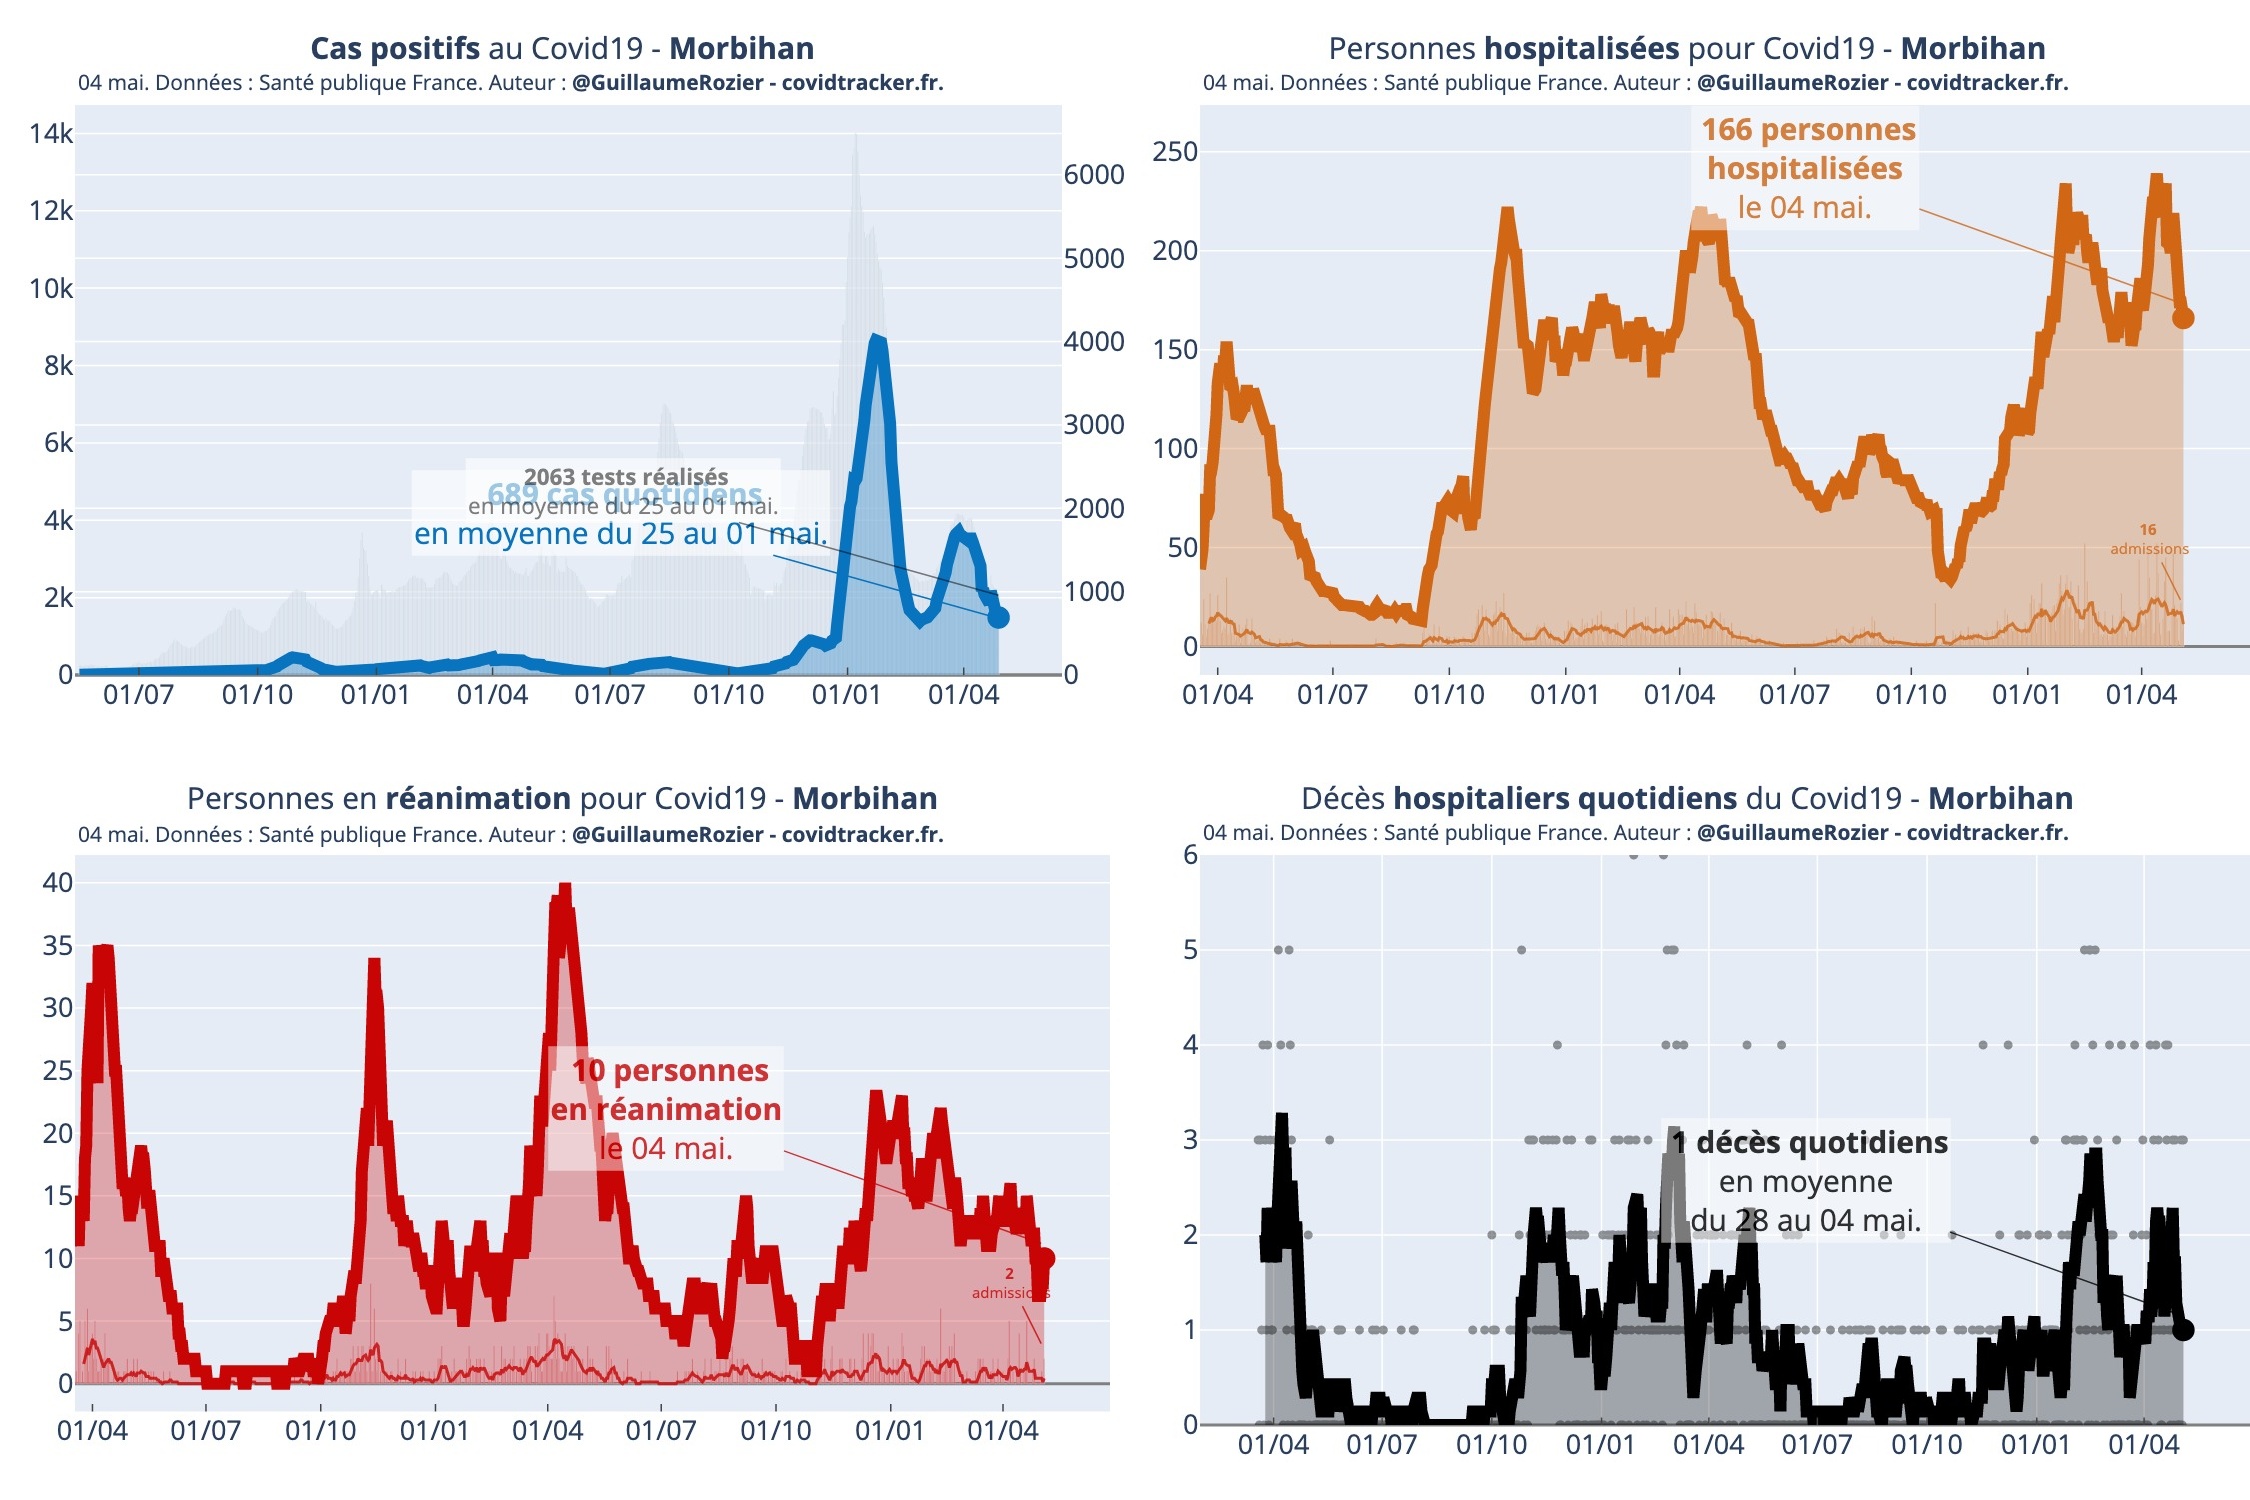 Cas positifs au Covid19 - Morbihan
04 mai. Données : Santé publique France. Auteur : @GuillaumeRozier - covidtracker.fr.
14k
12k
10k
8k
6k
4k
2k
0
6000
5000
4000
3000
2000
1000
0
2063 tests réalisés
689 cas quotidiens
en moyenne du 25 au 01 mai.
en moyenne du 25 au 01 mai.
01/07 01/10 01/01 01/04 01/07 01/10 01/01 01/04
Personnes hospitalisées pour Covid19 - Morbihan
04 mai. Données : Santé publique France. Auteur : @GuillaumeRozier - covidtracker.fr.
250
200
150
100
50
0
166 personnes
hospitalisées
le 04 mai.
16
admissions
01/04 01/07 01/10 01/01 01/04 01/07 01/10 01/01 01/04
Personnes en réanimation pour Covid19 - Morbihan
04 mai. Données : Santé publique France. Auteur : @GuillaumeRozier - covidtracker.fr.
40
35
30
25
20
15
10
5
0
10 personnes
en réanimation
le 04 mai.
2
admissions
01/04 01/07 01/10 01/01 01/04 01/07 01/10 01/01 01/04
Décès hospitaliers quotidiens du Covid19 - Morbihan
04 mai. Données : Santé publique France. Auteur : @GuillaumeRozier - covidtracker.fr.
6
5
4
3
2
1
0
1 décès quotidiens
en moyenne
du 28 au 04 mai.
01/04 01/07 01/10 01/01 01/04 01/07 01/10 01/01 01/04